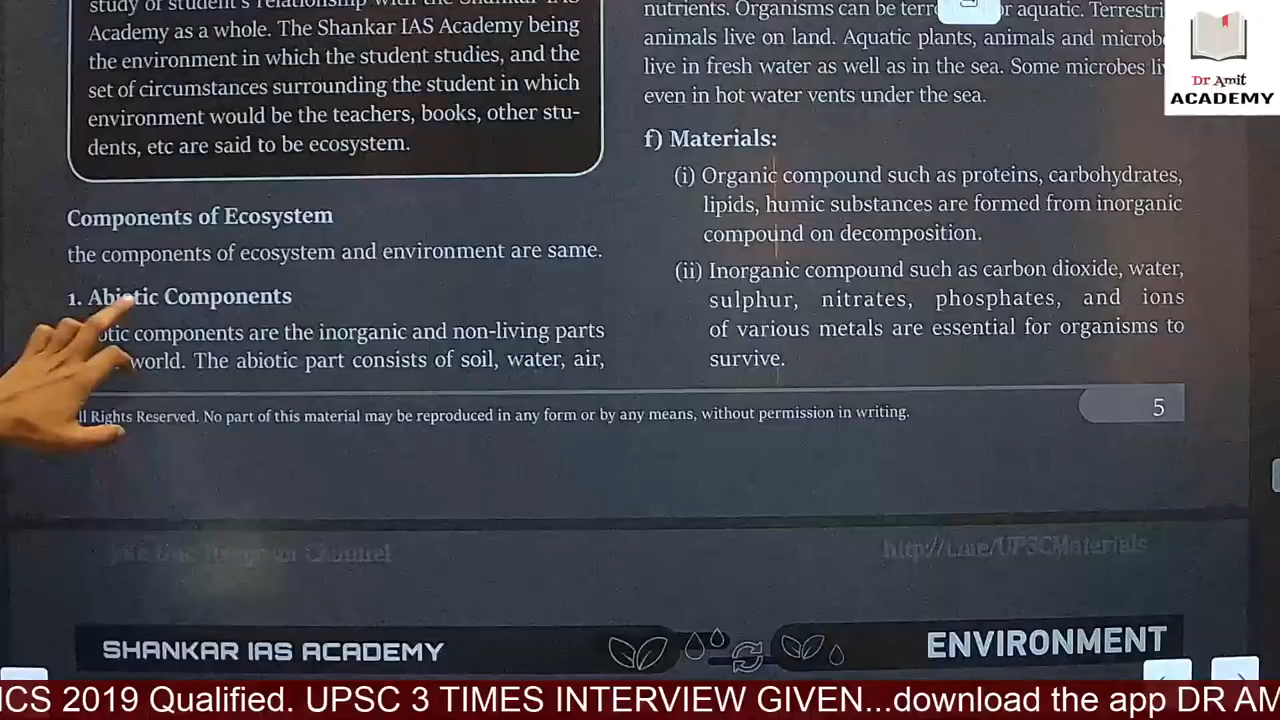 study of student's relationship with the Shankar IAS
Academy as a whole. The Shankar IAS Academy being
the environment in which the student studies, and the
set of circumstances surrounding the student in which
environment would be the teachers, books, other stu-
dents, etc are said to be ecosystem.
Components of Ecosystem
the components of ecosystem and environment are same.
1. Abiotic Components
otic components are the inorganic and non-living parts
world. The abiotic part consists of soil, water, air,
nutrients. Organisms can be terr r aquatic. Terrestri
animals live on land. Aquatic plants, animals and microb
live in fresh water as well as in the sea. Some microbes li
even in hot water vents under the sea.
f) Materials:
(i) Organic compound such as proteins, carbohydrates,
lipids, humic substances are formed from inorganic
compound on decomposition.
(ii) Inorganic compound such as carbon dioxide, water,
sulphur, nitrates, phosphates, and ions
of various metals are essential for organisms to
survive.
ll Rights Reserved. No part of this material may be reproduced in any form or by any means, without permission in writing.
5
Telegram Channel
http://t.me/UPSCMaterials
SHANKAR IAS ACADEMY
ENVIRONMENT
Dr Amit
ACADEMY
ICS 2019 Qualified. UPSC 3 TIMES INTERVIEW GIVEN...download the app DR AM